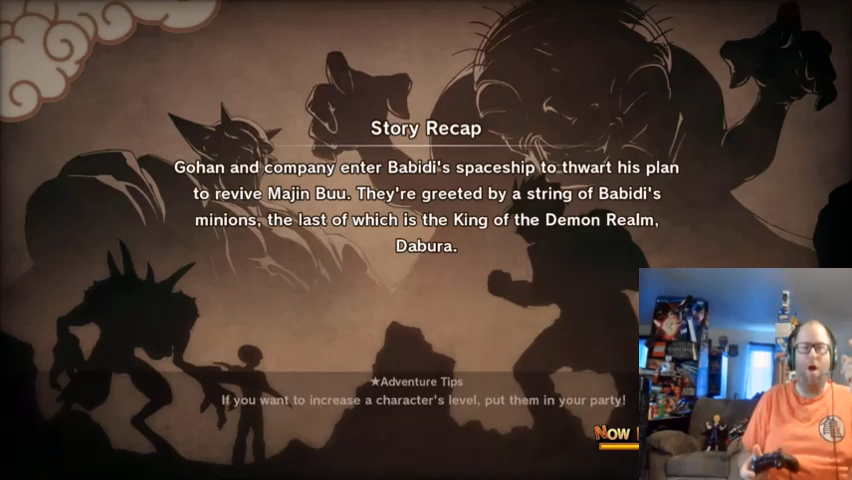 Story Recap
Gohan and company enter Babidi's spaceship to thwart his plan
to revive Majin Buu. They're greeted by a string of Babidi's
minions, the last of which is the King of the Demon Realm,
Dabura.
★Adventure Tips
If you want to increase a character's level, put them in your party!
Now